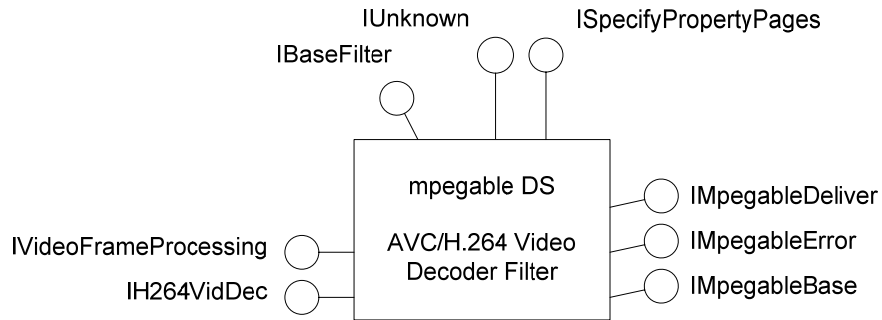 IUnknown
ISpecifyPropertyPages
IBaseFilter
mpegable DS
AVC/H.264 Video
Decoder Filter
IMpegableDeliver
IMpegableError
IMpegableBase
IVideoFrameProcessing
IH264VidDec